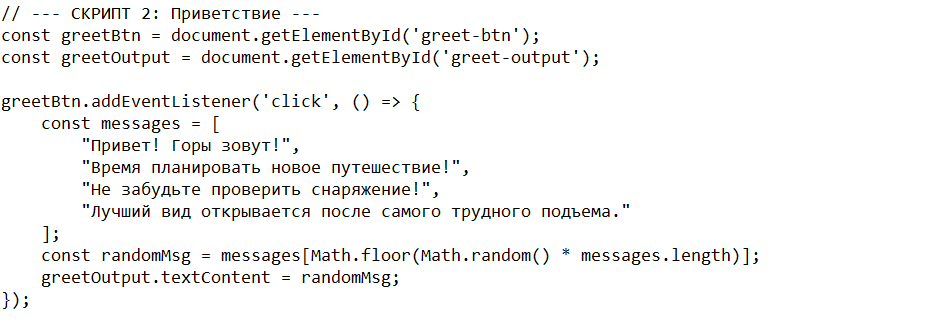 // --- СКРИПТ 2: Приветствие ---
const greetBtn = document.getElementById('greet-btn');
const greetOutput = document.getElementById('greet-output');

greetBtn.addEventListener('click', () => {
    const messages = [
        "Привет! Горы зовут!",
        "Время планировать новое путешествие!",
        "Не забудьте проверить снаряжение!",
        "Лучший вид открывается после самого трудного подъема."
    ];
    const randomMsg = messages[Math.floor(Math.random() * messages.length)];
    greetOutput.textContent = randomMsg;
});